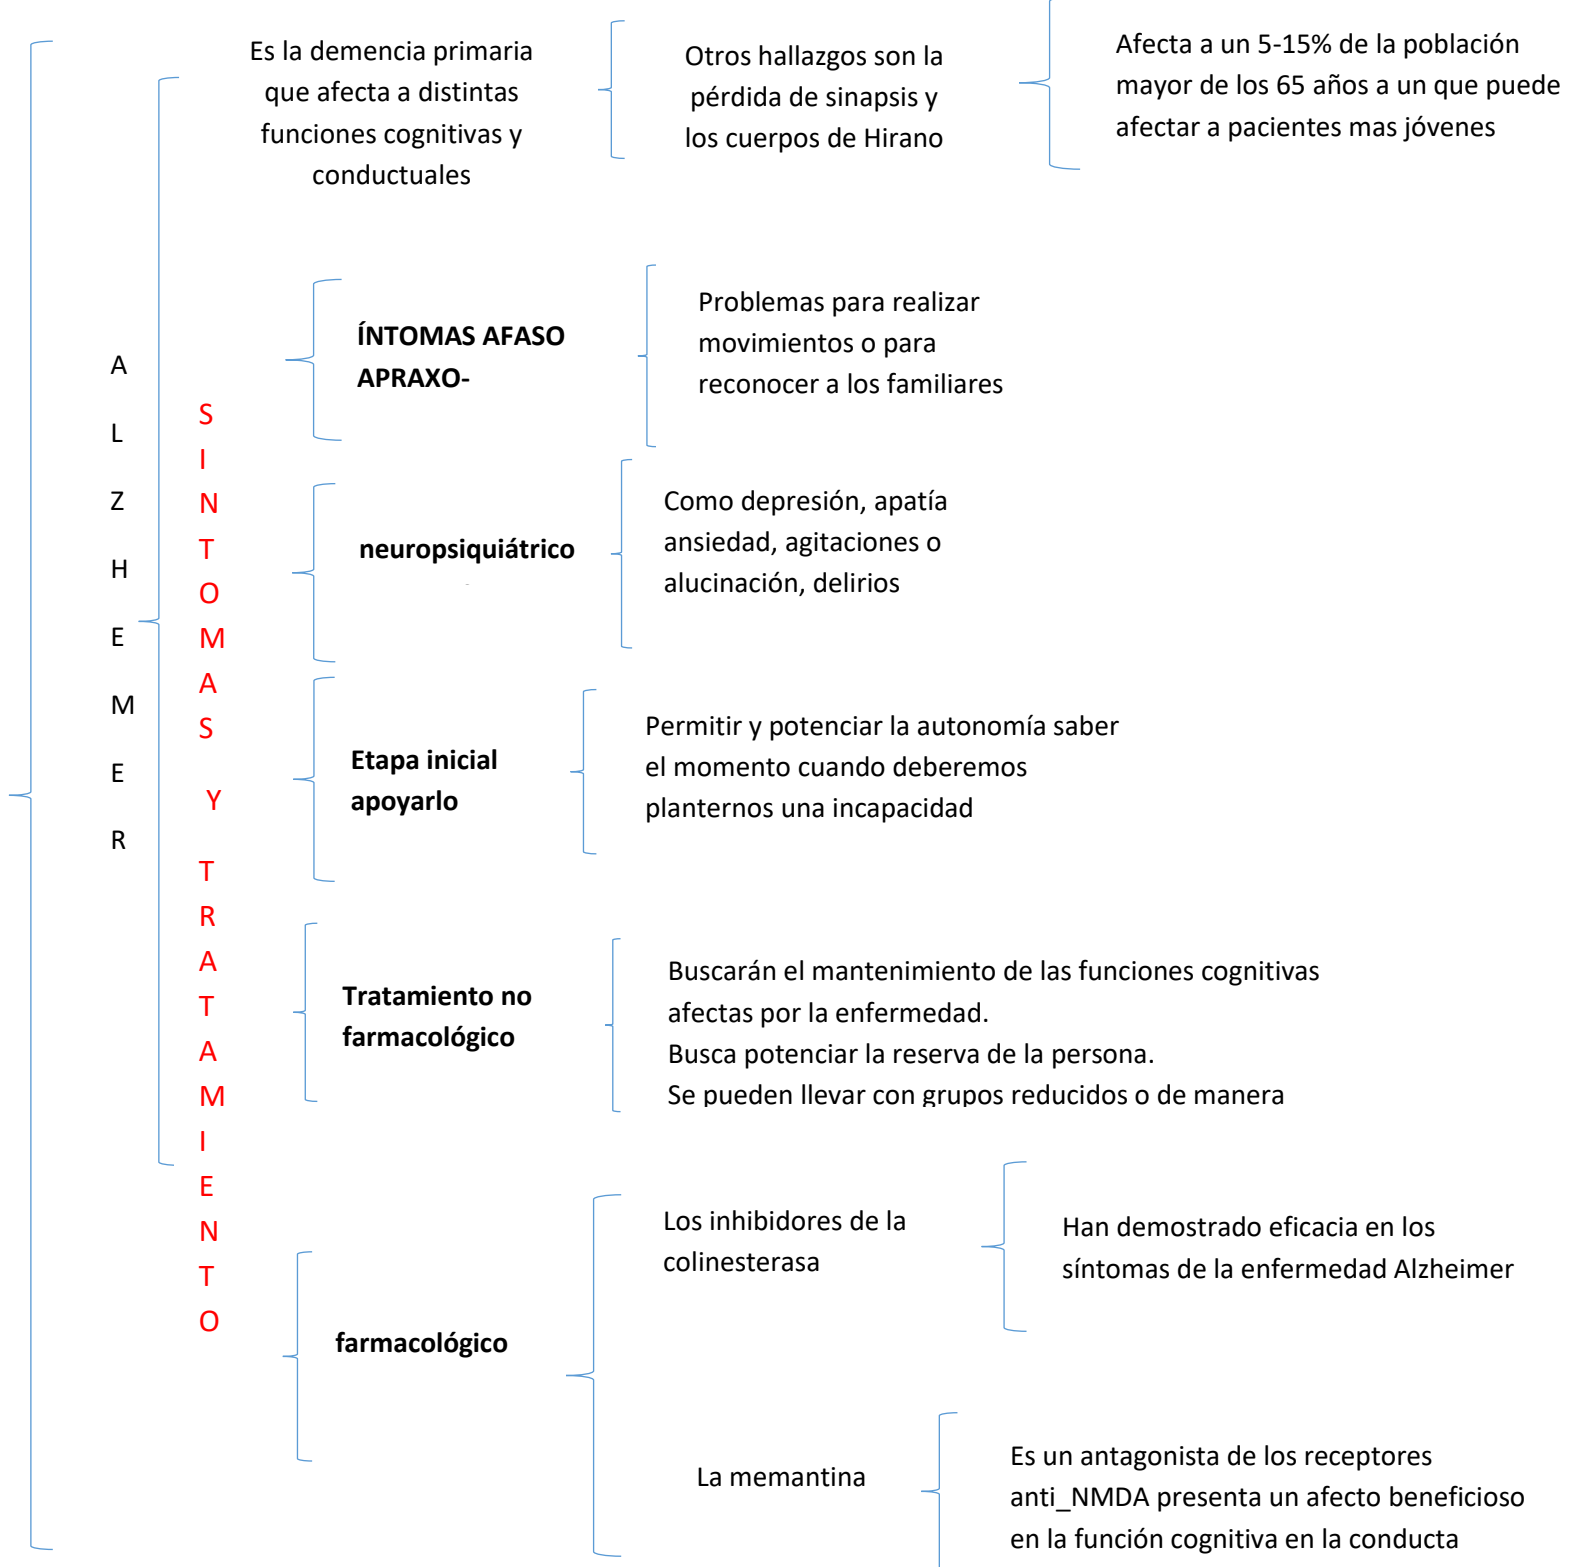 Es la demencia primaria
que afecta a distintas
funciones cognitivas y
conductuales
Otros hallazgos son la
pérdida de sinapsis y
los cuerpos de Hirano
Afecta a un 5-15% de la población
mayor de los 65 años a un que puede
afectar a pacientes mas jóvenes
A
L
Z
H
E
M
E
R
S
I
N
T
O
M
A
S
Y
T
R
A
T
A
M
I
E
N
T
O
ÍNTOMAS AFASO
APRAXO-
Problemas para realizar
movimientos o para
reconocer a los familiares
neuropsiquiátrico
Como depresión, apatía
ansiedad, agitaciones o
alucinación, delirios
Etapa inicial
apoyarlo
Permitir y potenciar la autonomía saber
el momento cuando deberemos
planternos una incapacidad
Tratamiento no
farmacológico
Buscarán el mantenimiento de las funciones cognitivas
afectas por la enfermedad.
Busca potenciar la reserva de la persona.
Se pueden llevar con grupos reducidos o de manera
farmacológico
Los inhibidores de la
colinesterasa
Han demostrado eficacia en los
síntomas de la enfermedad Alzheimer
La memantina
Es un antagonista de los receptores
anti_NMDA presenta un afecto beneficioso
en la función cognitiva en la conducta